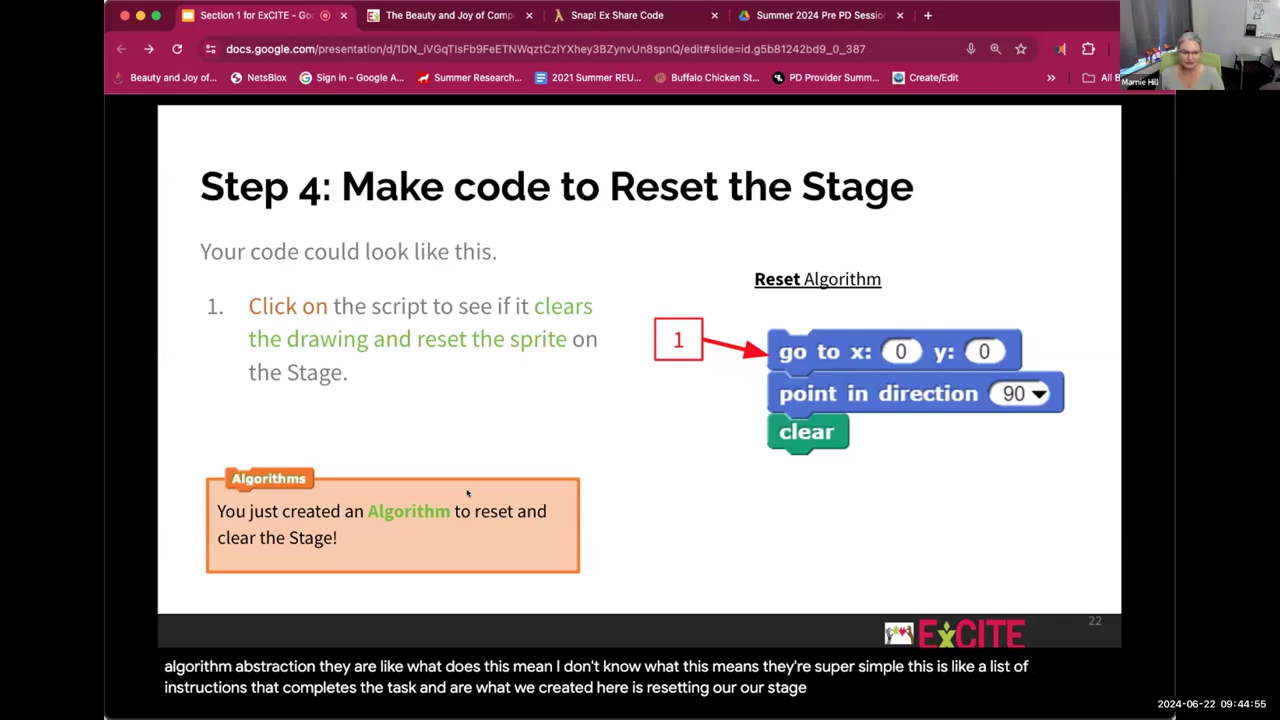 Section 1 for ExCITE - Goo
The Beauty and Joy of Comp
Snap! Ex Share Code
Summer 2024 Pre PD Sessio
docs.google.com/presentation/d/1DN_iVGqTIsFb9FeETNWqztCzlYXhey3BZynvUn8spnQ/edit#slide=id.g5b81242bd9_0_387
Beauty and Joy of...
NetsBlox
Sign in - Google A...
Summer Research...
2021 Summer REU...
Buffalo Chicken St...
PD Provider Summ...
Create/Edit
»
All B
Marnie Hill
Step 4: Make code to Reset the Stage
Your code could look like this.
1. Click on the script to see if it clears
the drawing and reset the sprite on
the Stage.
Reset Algorithm
1
go to x: 0 y: 0
point in direction 90
clear
Algorithms
You just created an Algorithm to reset and
clear the Stage!
22
ExCITE
algorithm abstraction they are like what does this mean I don't know what this means they're super simple this is like a list of
instructions that completes the task and are what we created here is resetting our our stage
2024-06-22 09:44:55